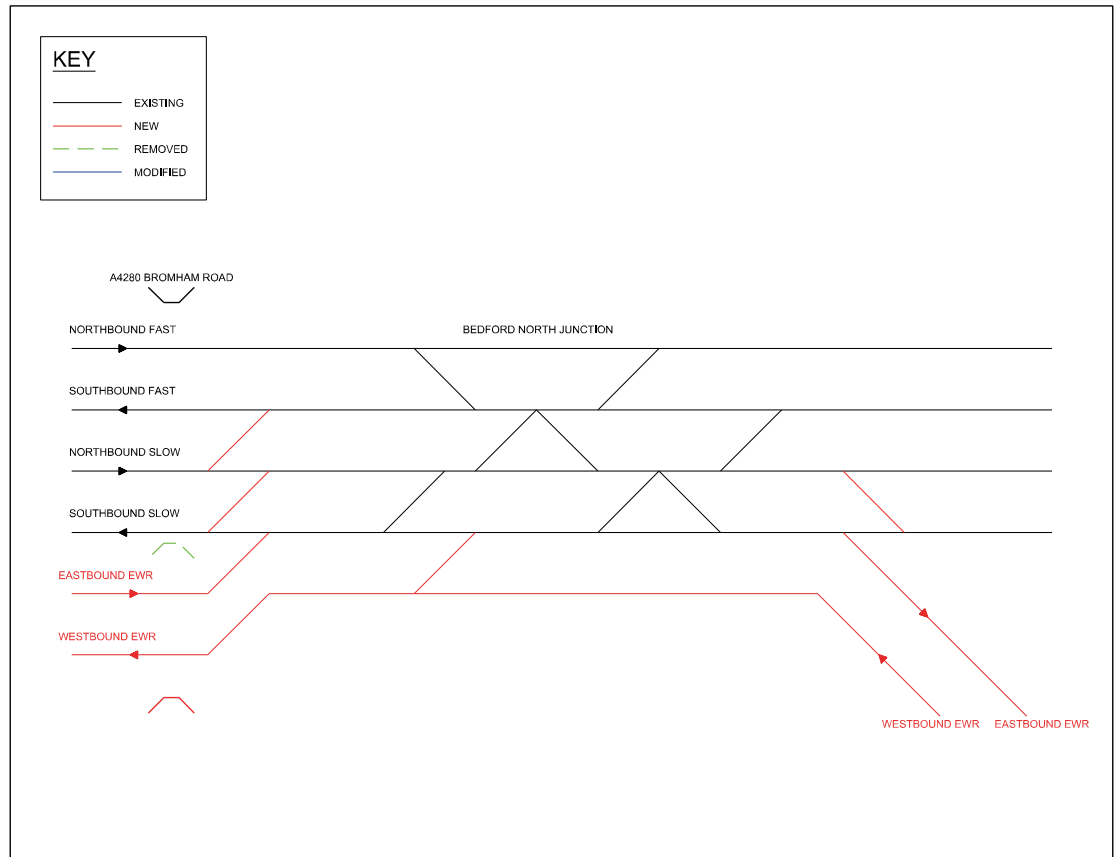 KEY
EXISTING
NEW
REMOVED
MODIFIED
A4280 BROMHAM ROAD
NORTHBOUND FAST
BEDFORD NORTH JUNCTION
SOUTHBOUND FAST
NORTHBOUND SLOW
SOUTHBOUND SLOW
EASTBOUND EWR
WESTBOUND EWR
WESTBOUND EWR
EASTBOUND EWR